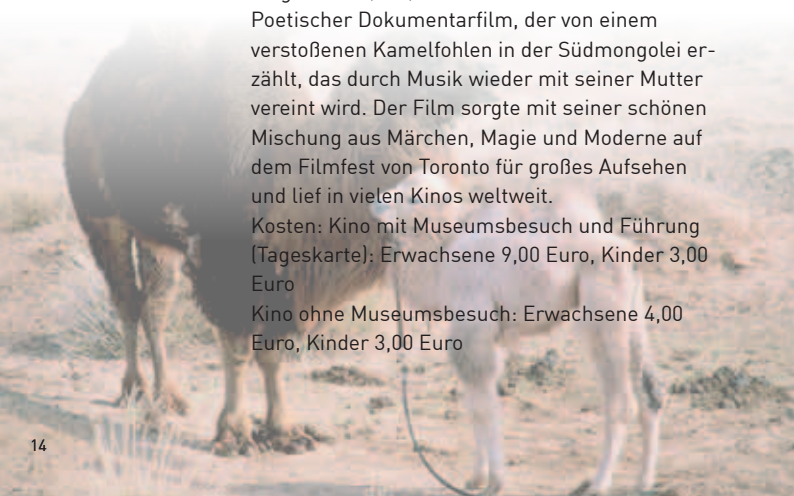 Poetischer Dokumentarfilm, der von einem
verstoßenen Kamelfohlen in der Südmongolei er-
zählt, das durch Musik wieder mit seiner Mutter
vereint wird. Der Film sorgte mit seiner schönen
Mischung aus Märchen, Magie und Moderne auf
dem Filmfest von Toronto für großes Aufsehen
und lief in vielen Kinos weltweit.
Kosten: Kino mit Museumsbesuch und Führung
(Tageskarte): Erwachsene 9,00 Euro, Kinder 3,00
Euro
Kino ohne Museumsbesuch: Erwachsene 4,00
Euro, Kinder 3,00 Euro
14